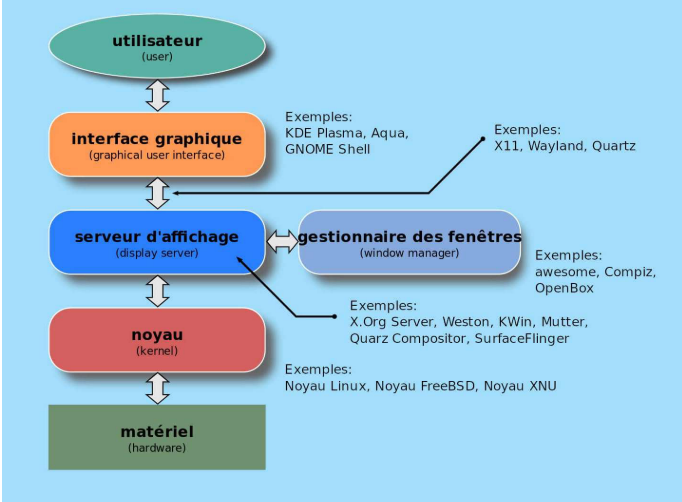 utilisateur
(user)
interface graphique
(graphical user interface)
Exemples:
KDE Plasma, Aqua,
GNOME Shell
Exemples:
X11, Wayland, Quartz
serveur d'affichage
(display server)
gestionnaire des fenêtres
(window manager)
Exemples:
awesome, Compiz,
OpenBox
Exemples:
X.Org Server, Weston, KWin, Mutter,
Quarz Compositor, SurfaceFlinger
noyau
(kernel)
Exemples:
Noyau Linux, Noyau FreeBSD, Noyau XNU
matériel
(hardware)